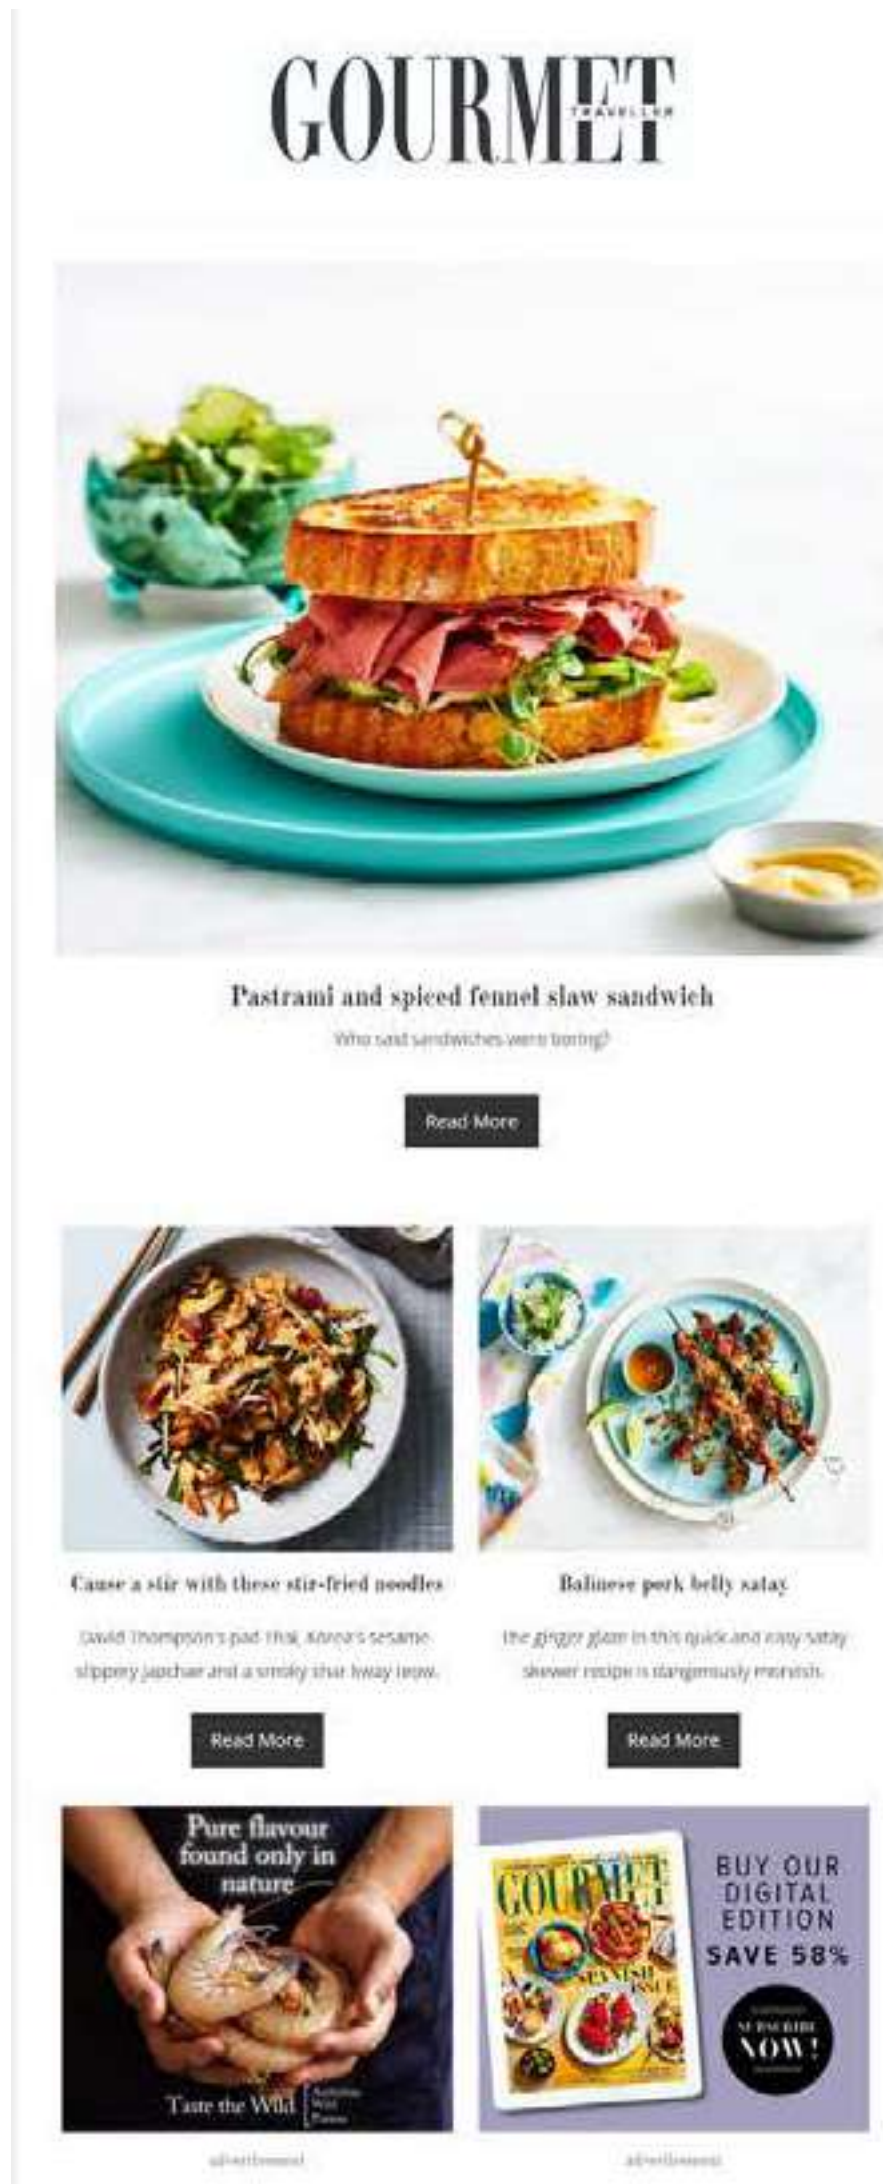 GOURMET
TRAVELLER
Pastrami and spiced fennel slaw sandwich
Who said sandwiches were boring?
Read More
Cause a stir with these stir-fried noodles
David Thompson's pad Thai, Korea's sesame-
slippery japchae and a smoky char kway teow.
Read More
Balinese pork belly satay
The ginger glaze in this quick and easy satay
skewer recipe is dangerously moreish.
Read More
Pure flavour
found only in
nature
Taste the Wild
Wild
GOURMET
SPANISH
ISSUE
BUY OUR
DIGITAL
EDITION
SAVE 58%
SUBSCRIBE
NOW!
advertisement
advertisement